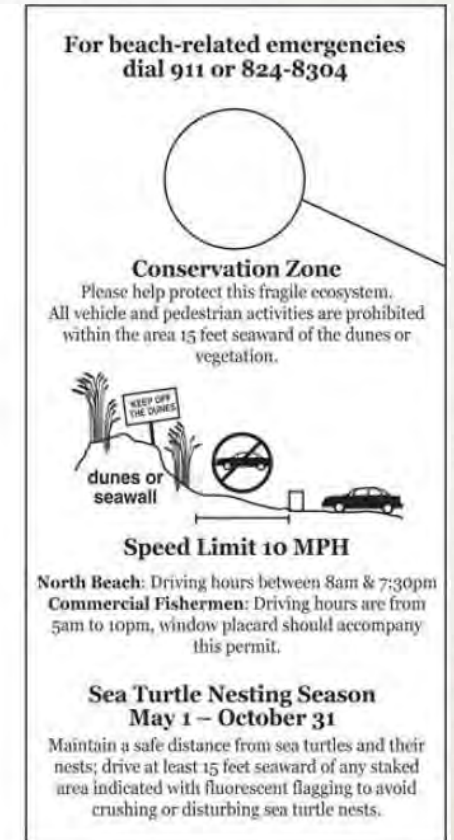 For beach-related emergencies
dial 911 or 824-8304
Conservation Zone
Please help protect this fragile ecosystem.
All vehicle and pedestrian activities are prohibited
within the area 15 feet seaward of the dunes or
vegetation.
KEEP OFF
THE DUNES
dunes or
seawall
Speed Limit 10 MPH
North Beach: Driving hours between 8am & 7:30pm
Commercial Fishermen: Driving hours are from
5am to 10pm, window placard should accompany
this permit.
Sea Turtle Nesting Season
May 1 – October 31
Maintain a safe distance from sea turtles and their
nests; drive at least 15 feet seaward of any staked
area indicated with fluorescent flagging to avoid
crushing or disturbing sea turtle nests.